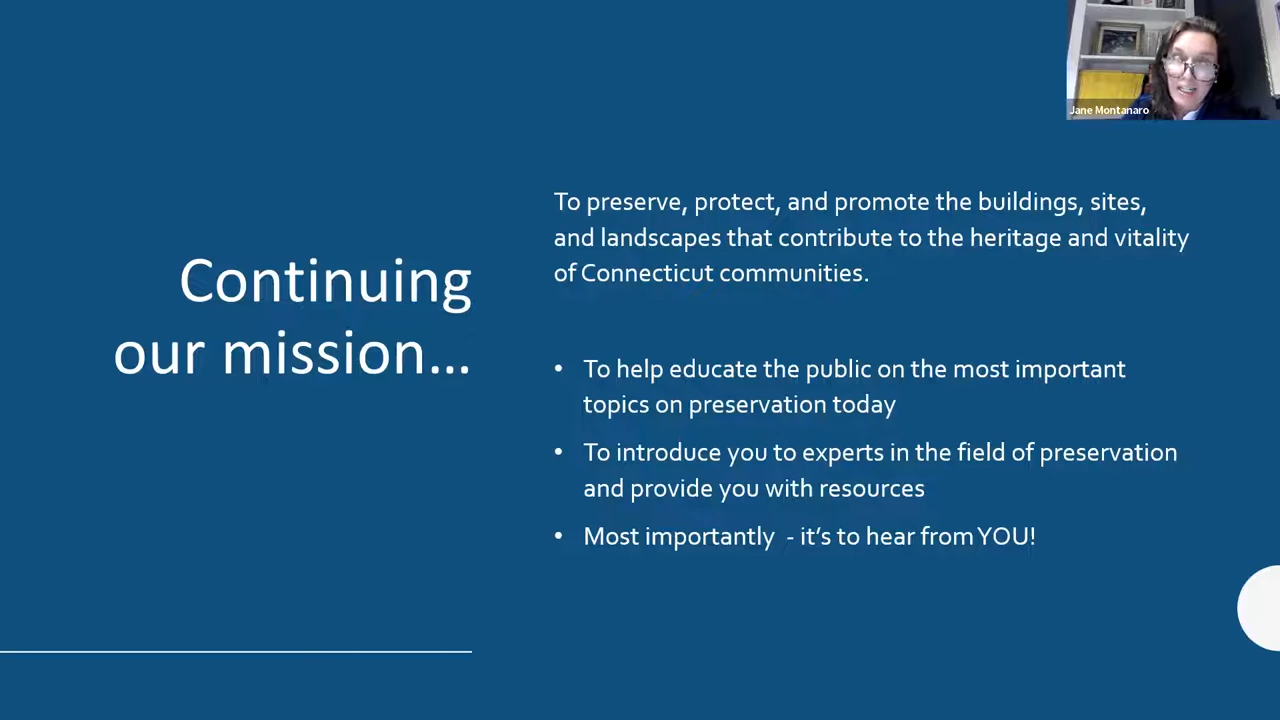 Jane Montanaro
Continuing
our mission...
To preserve, protect, and promote the buildings, sites,
and landscapes that contribute to the heritage and vitality
of Connecticut communities.
• To help educate the public on the most important
topics on preservation today
• To introduce you to experts in the field of preservation
and provide you with resources
• Most importantly - it's to hear from YOU!